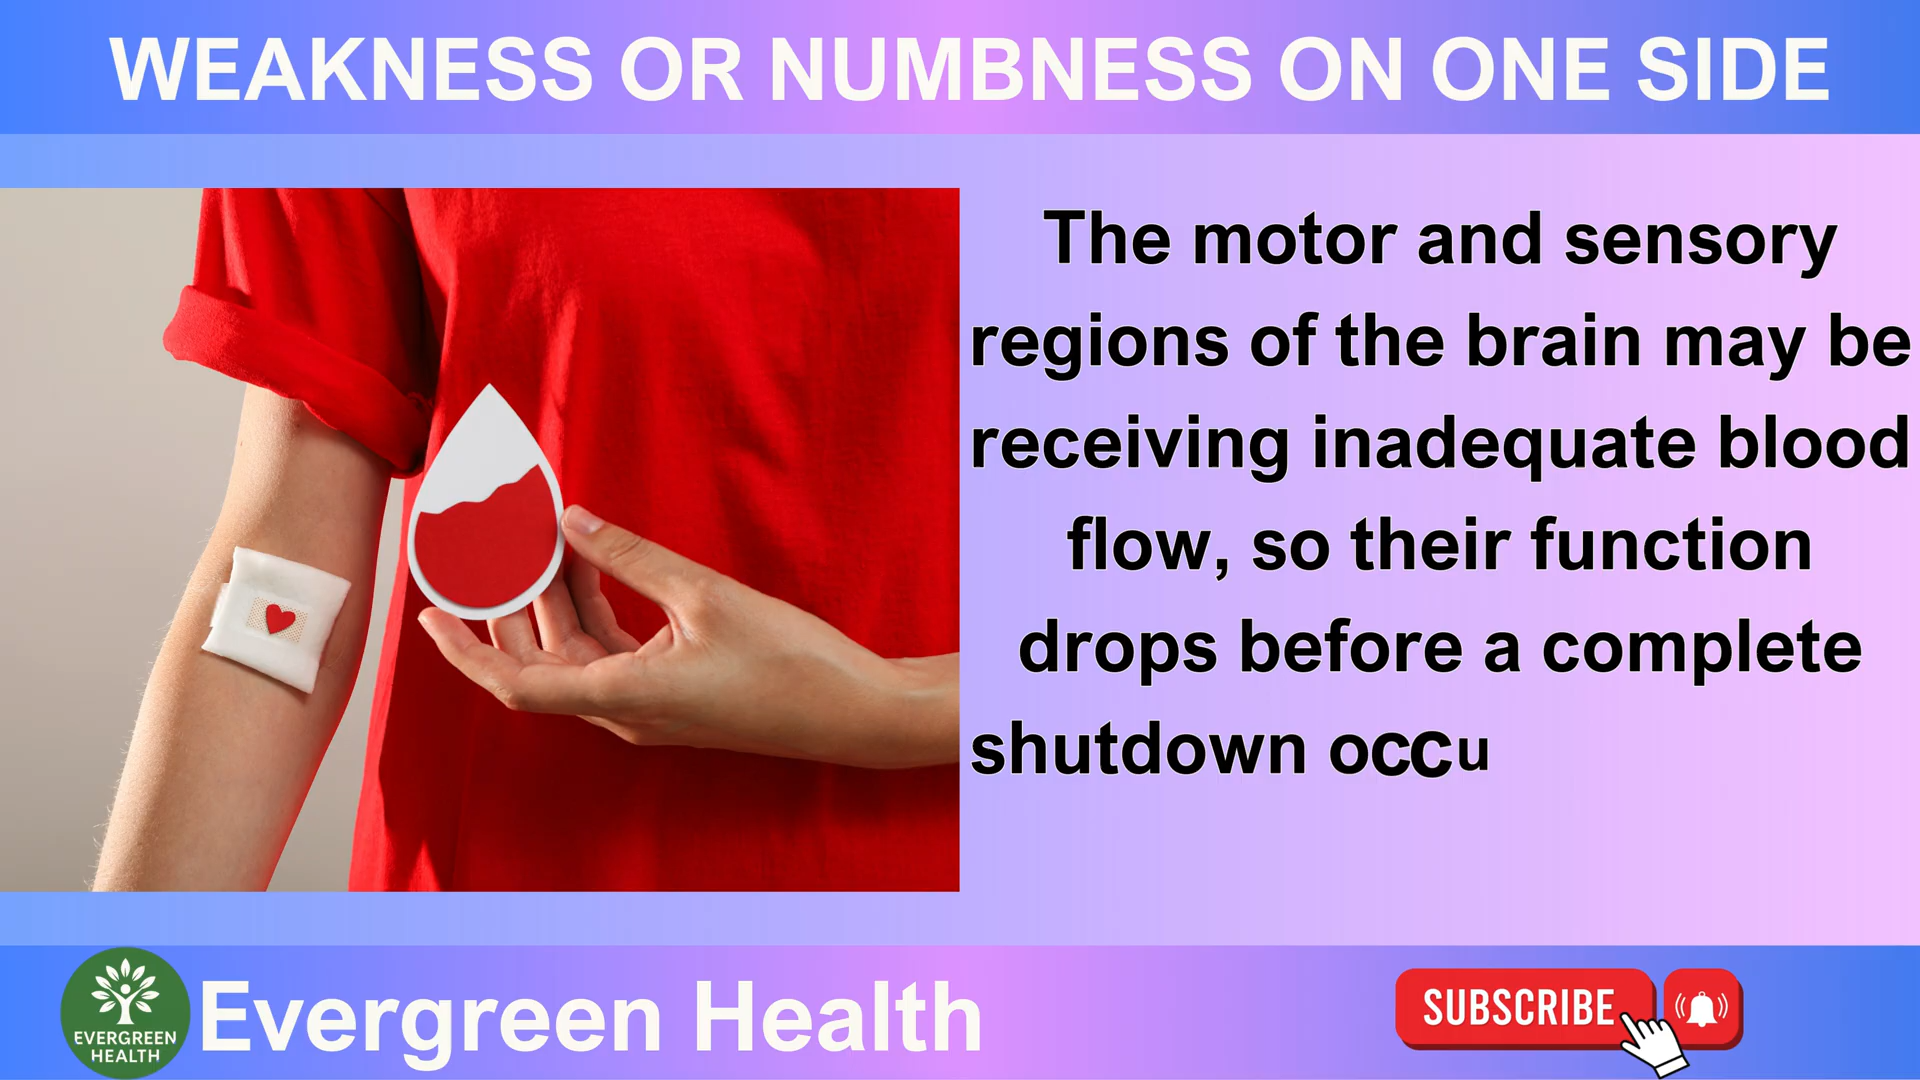 WEAKNESS OR NUMBNESS ON ONE SIDE
The motor and sensory
regions of the brain may be
receiving inadequate blood
flow, so their function
drops before a complete
shutdown occu
EVERGREEN
HEALTH
Evergreen Health
SUBSCRIBE